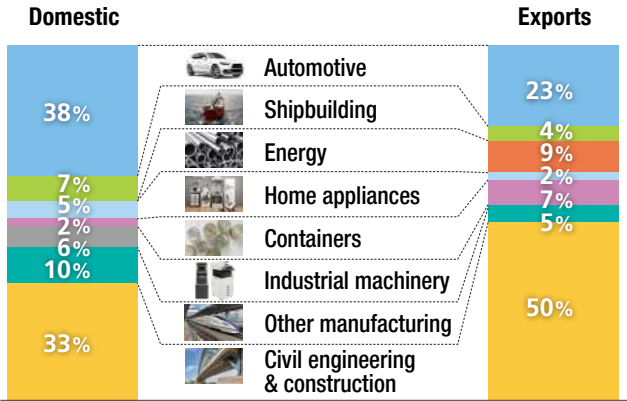 Domestic
Exports
38%
7%
5%
2%
6%
10%
33%
Automotive
Shipbuilding
Energy
Home appliances
Containers
Industrial machinery
Other manufacturing
Civil engineering
& construction
23%
4%
9%
2%
7%
5%
50%